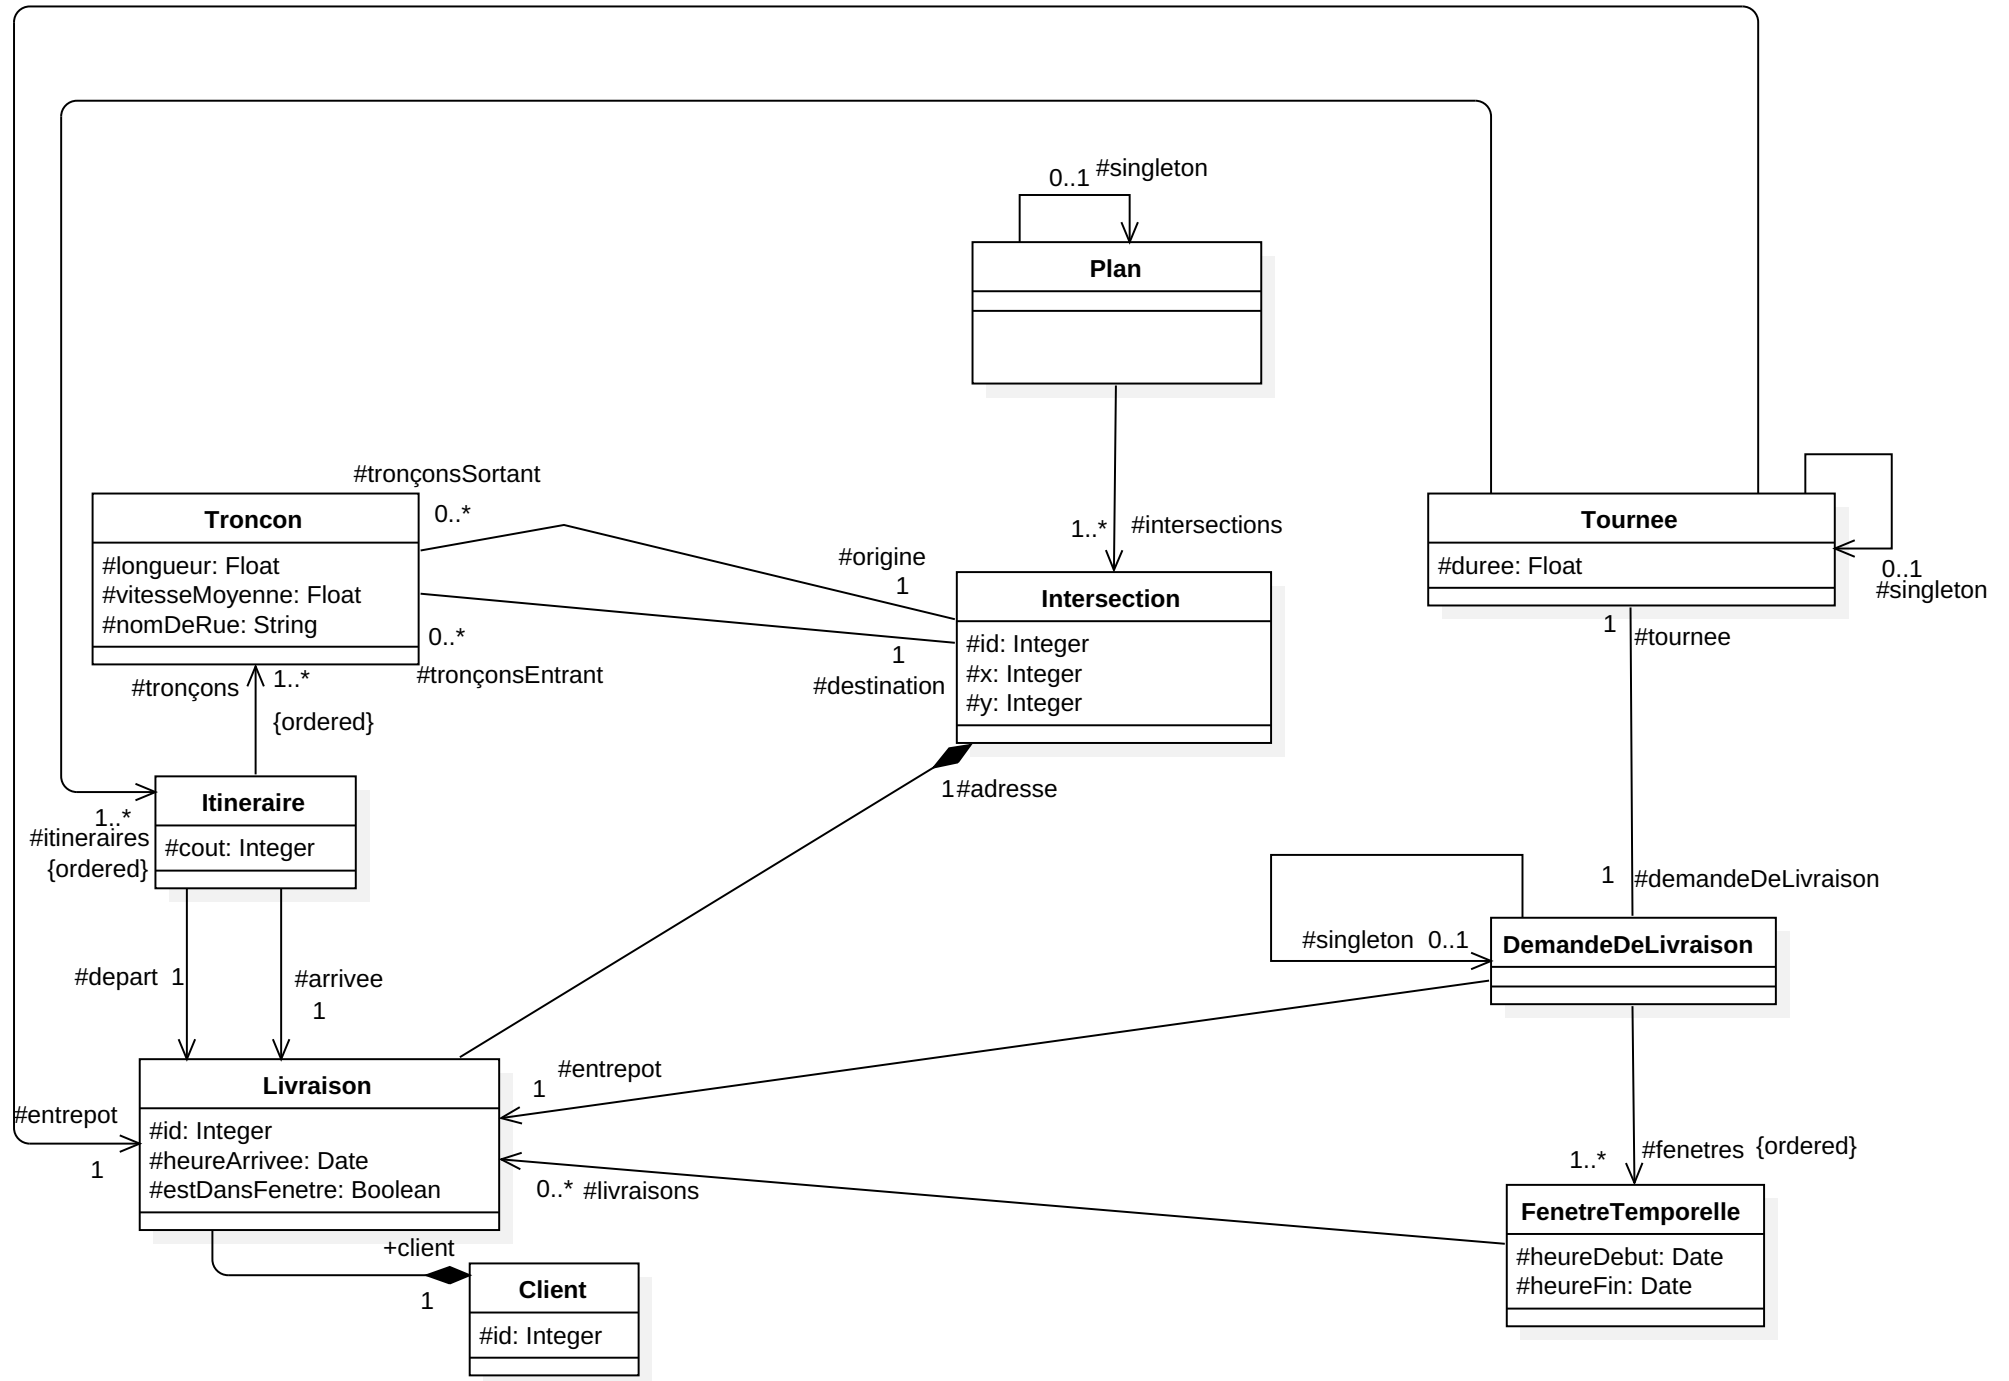 0..1 #singleton
Plan
#tronçonsSortant
0..*
Troncon
#longueur: Float
#vitesseMoyenne: Float
#nomDeRue: String
0..*
#tronçonsEntrant
#origine
1
1
#destination
1..* #intersections
Intersection
#id: Integer
#x: Integer
#y: Integer
Tournee
#duree: Float
0..1
#singleton
1 #tournee
#tronçons 1..*
{ordered}
1 #adresse
Itineraire
#cout: Integer
1..*
#itineraires
{ordered}
1 #demandeDeLivraison
#singleton 0..1
DemandeDeLivraison
#depart 1
#arrivee
1
#entrepot
1
Livraison
#id: Integer
#heureArrivee: Date
#estDansFenetre: Boolean
#entrepot
1
0..* #livraisons
1..* #fenetres {ordered}
FenetreTemporelle
#heureDebut: Date
#heureFin: Date
+client
1
Client
#id: Integer